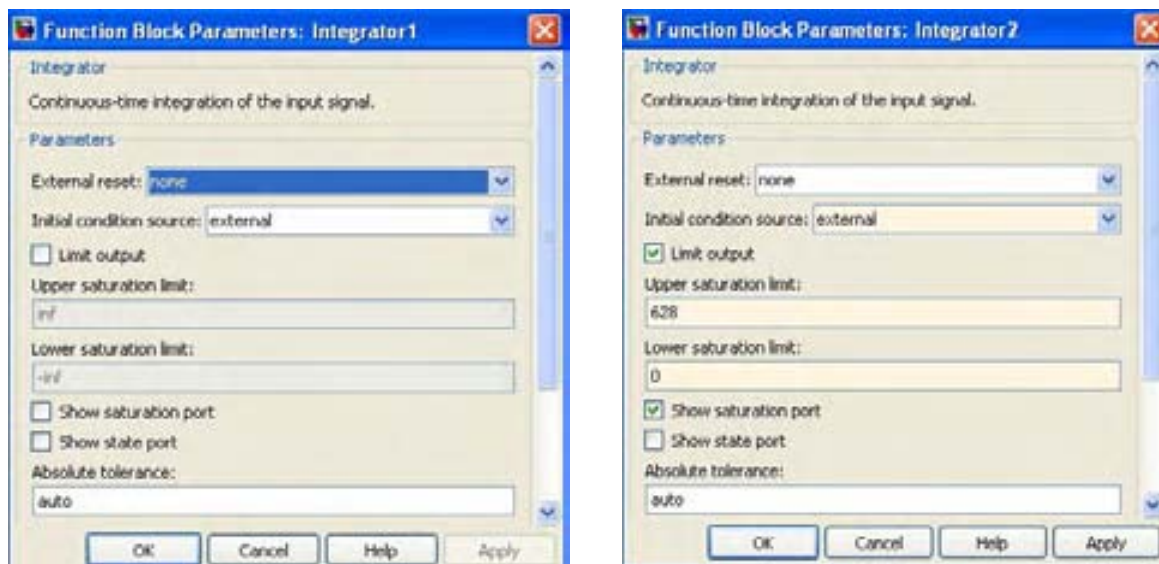 Function Block Parameters: Integrator1
Integrator
Continuous-time integration of the input signal.
Parameters
External reset: none
Initial condition source: external
Limit output
Upper saturation limit:
inf
Lower saturation limit:
-inf
Show saturation port
Show state port
Absolute tolerance:
auto
OK Cancel Help Apply
Function Block Parameters: Integrator2
Integrator
Continuous-time integration of the input signal.
Parameters
External reset: none
Initial condition source: external
Limit output
Upper saturation limit:
628
Lower saturation limit:
0
Show saturation port
Show state port
Absolute tolerance:
auto
OK Cancel Help Apply